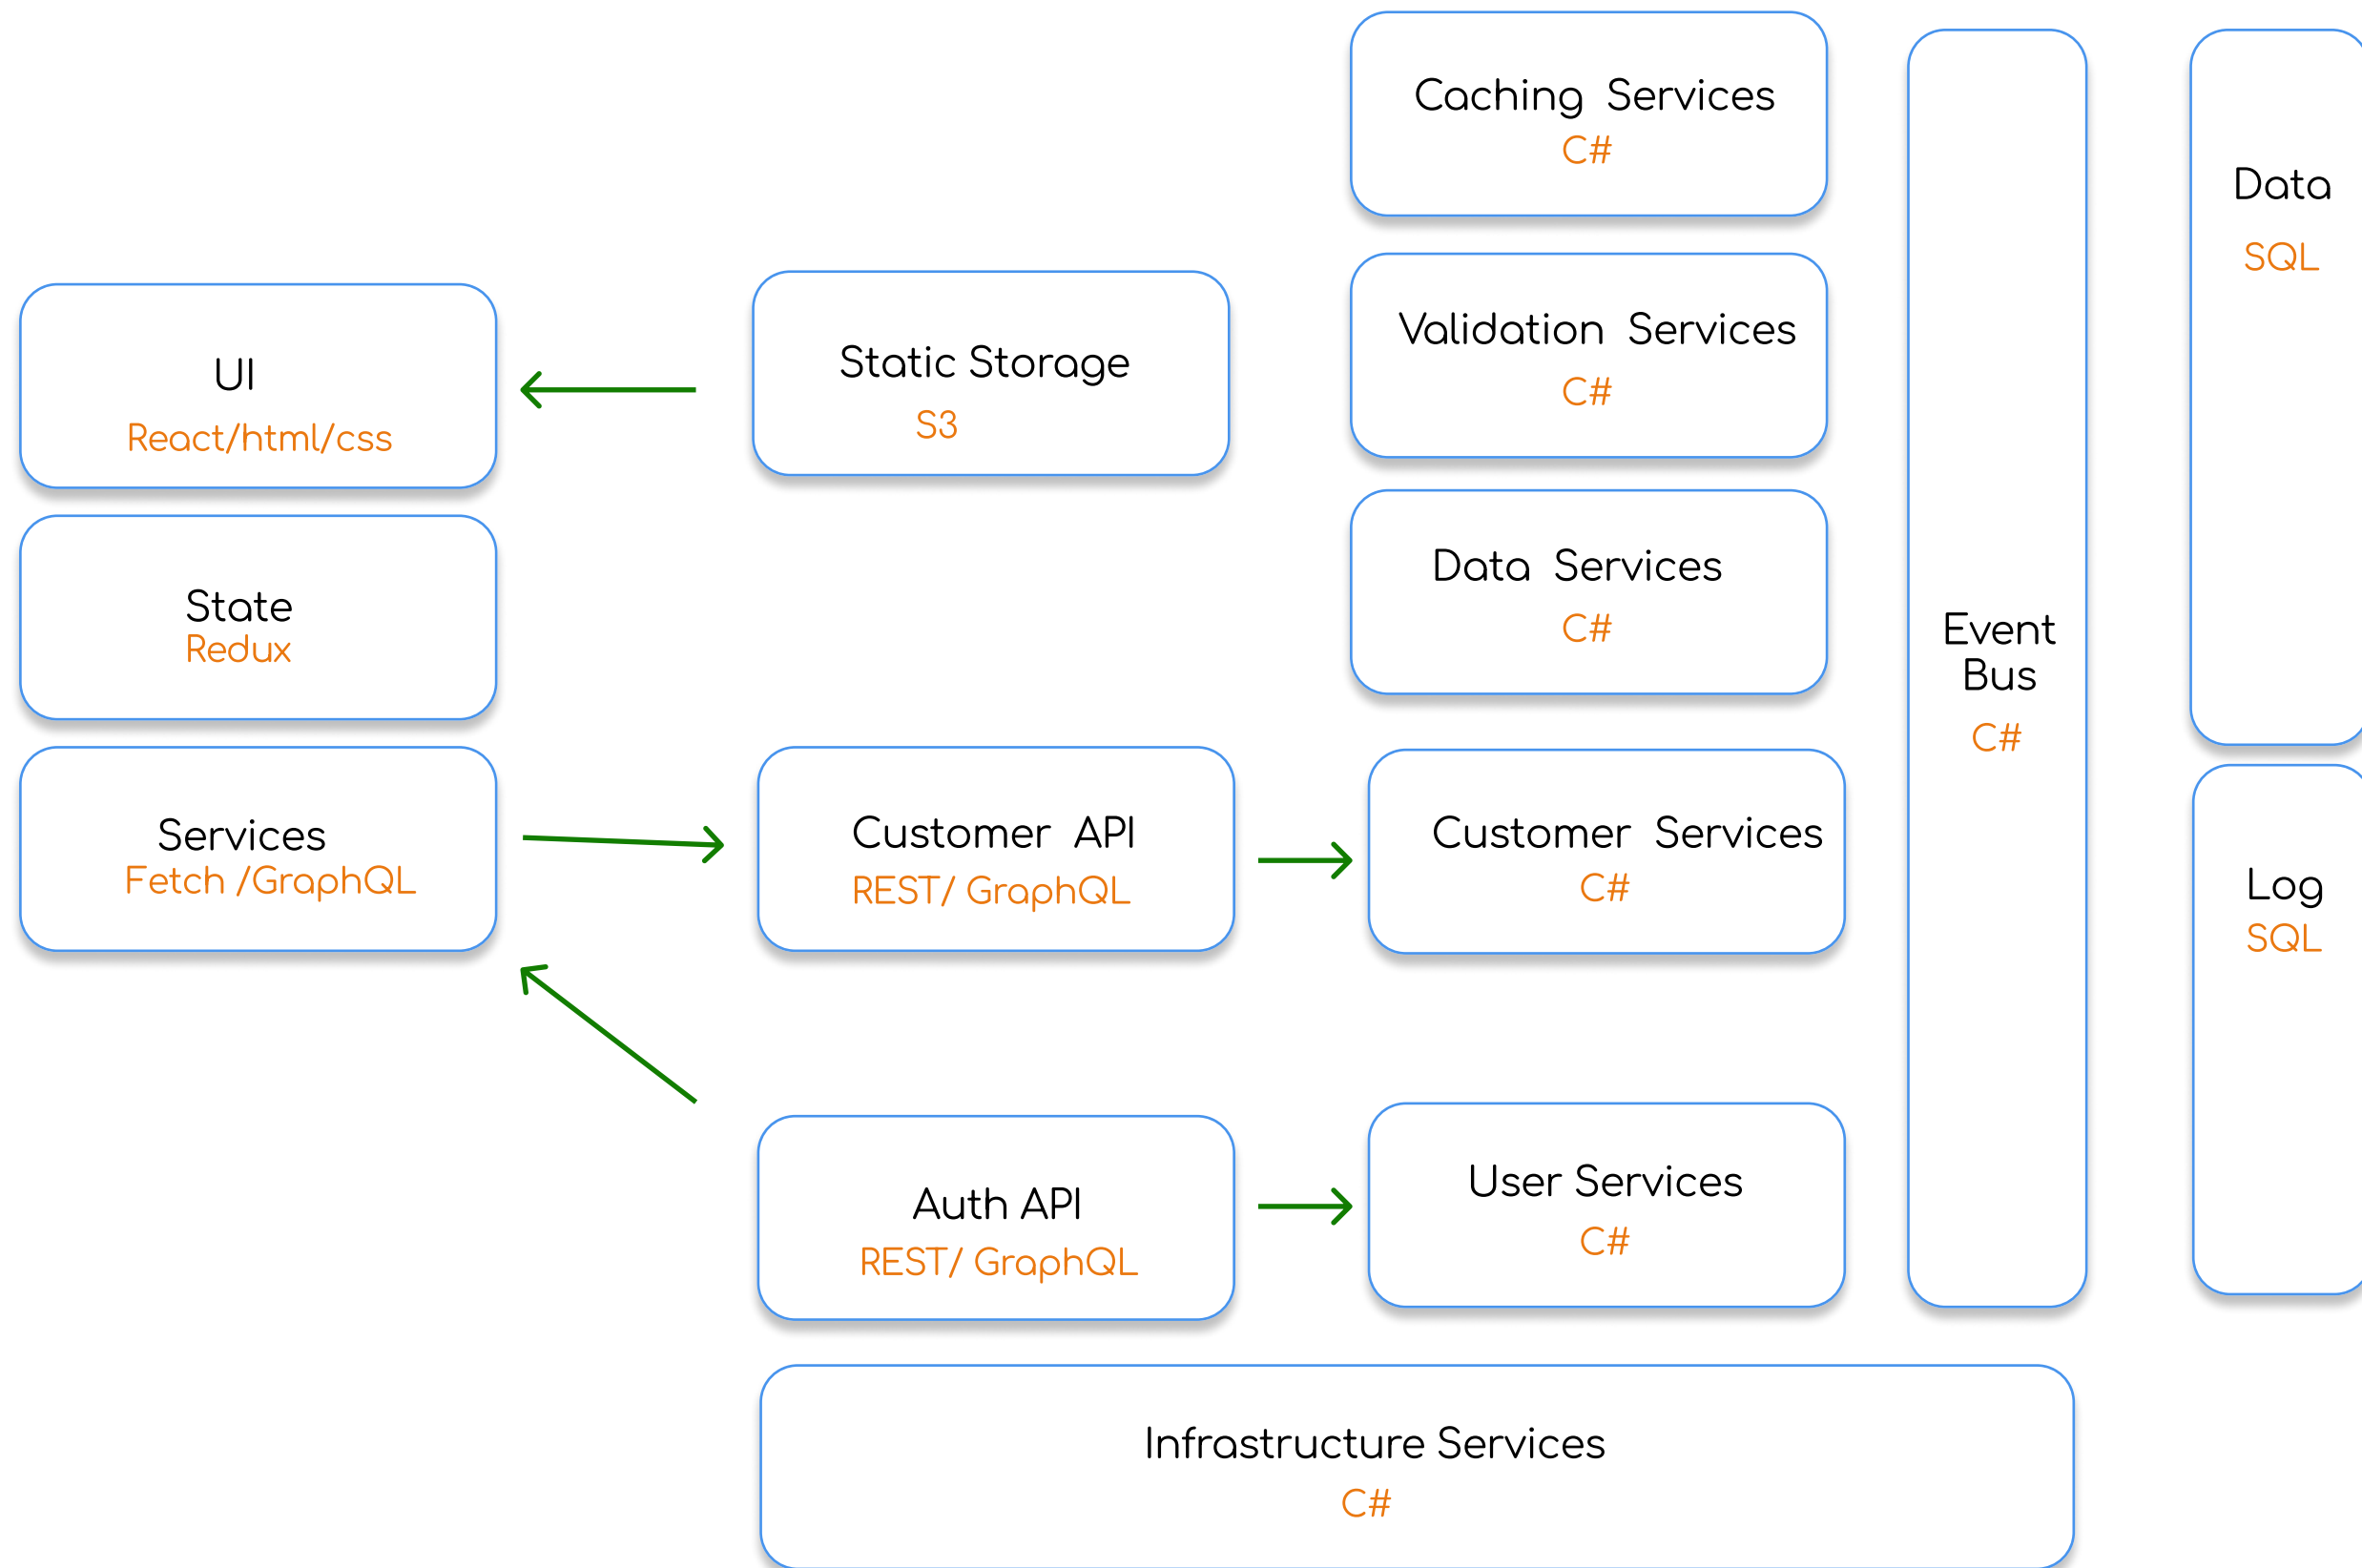 UI
React/html/css
State
Redux
Services
Fetch /GraphQL
Static Storage
S3
Customer API
REST/ GraphQL
Auth API
REST/ GraphQL
Caching Services
C#
Validation Services
C#
Data Services
C#
Customer Services
C#
User Services
C#
Event
Bus
C#
Data
SQL
Log
SQL
Infrastructure Services
C#